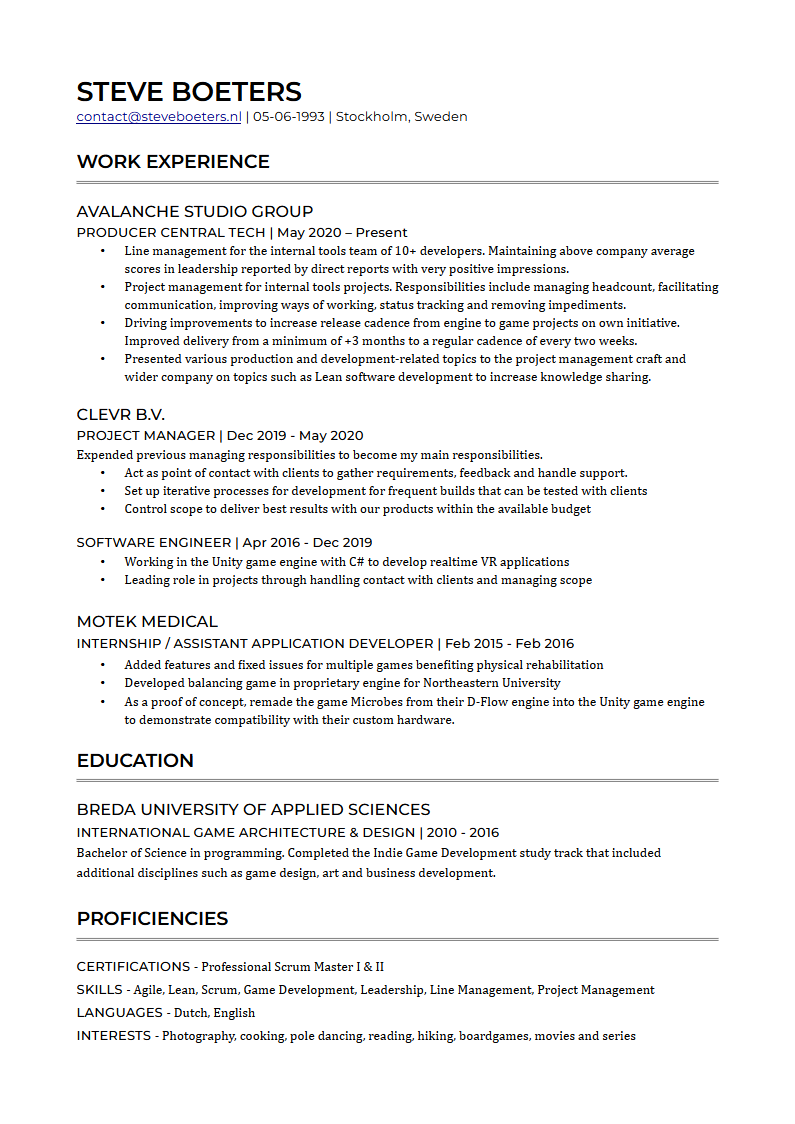 STEVE BOETERS
contact@steveboeters.nl | 05-06-1993 | Stockholm, Sweden
WORK EXPERIENCE
AVALANCHE STUDIO GROUP
PRODUCER CENTRAL TECH | May 2020 – Present
• Line management for the internal tools team of 10+ developers. Maintaining above company average
scores in leadership reported by direct reports with very positive impressions.
• Project management for internal tools projects. Responsibilities include managing headcount, facilitating
communication, improving ways of working, status tracking and removing impediments.
• Driving improvements to increase release cadence from engine to game projects on own initiative.
Improved delivery from a minimum of +3 months to a regular cadence of every two weeks.
• Presented various production and development-related topics to the project management craft and
wider company on topics such as Lean software development to increase knowledge sharing.
CLEVR B.V.
PROJECT MANAGER | Dec 2019 - May 2020
Expended previous managing responsibilities to become my main responsibilities.
• Act as point of contact with clients to gather requirements, feedback and handle support.
• Set up iterative processes for development for frequent builds that can be tested with clients
• Control scope to deliver best results with our products within the available budget
SOFTWARE ENGINEER | Apr 2016 - Dec 2019
• Working in the Unity game engine with C# to develop realtime VR applications
• Leading role in projects through handling contact with clients and managing scope
MOTEK MEDICAL
INTERNSHIP / ASSISTANT APPLICATION DEVELOPER | Feb 2015 - Feb 2016
• Added features and fixed issues for multiple games benefiting physical rehabilitation
• Developed balancing game in proprietary engine for Northeastern University
• As a proof of concept, remade the game Microbes from their D-Flow engine into the Unity game engine
to demonstrate compatibility with their custom hardware.
EDUCATION
BREDA UNIVERSITY OF APPLIED SCIENCES
INTERNATIONAL GAME ARCHITECTURE & DESIGN | 2010 - 2016
Bachelor of Science in programming. Completed the Indie Game Development study track that included
additional disciplines such as game design, art and business development.
PROFICIENCIES
CERTIFICATIONS - Professional Scrum Master I & II
SKILLS - Agile, Lean, Scrum, Game Development, Leadership, Line Management, Project Management
LANGUAGES - Dutch, English
INTERESTS - Photography, cooking, pole dancing, reading, hiking, boardgames, movies and series